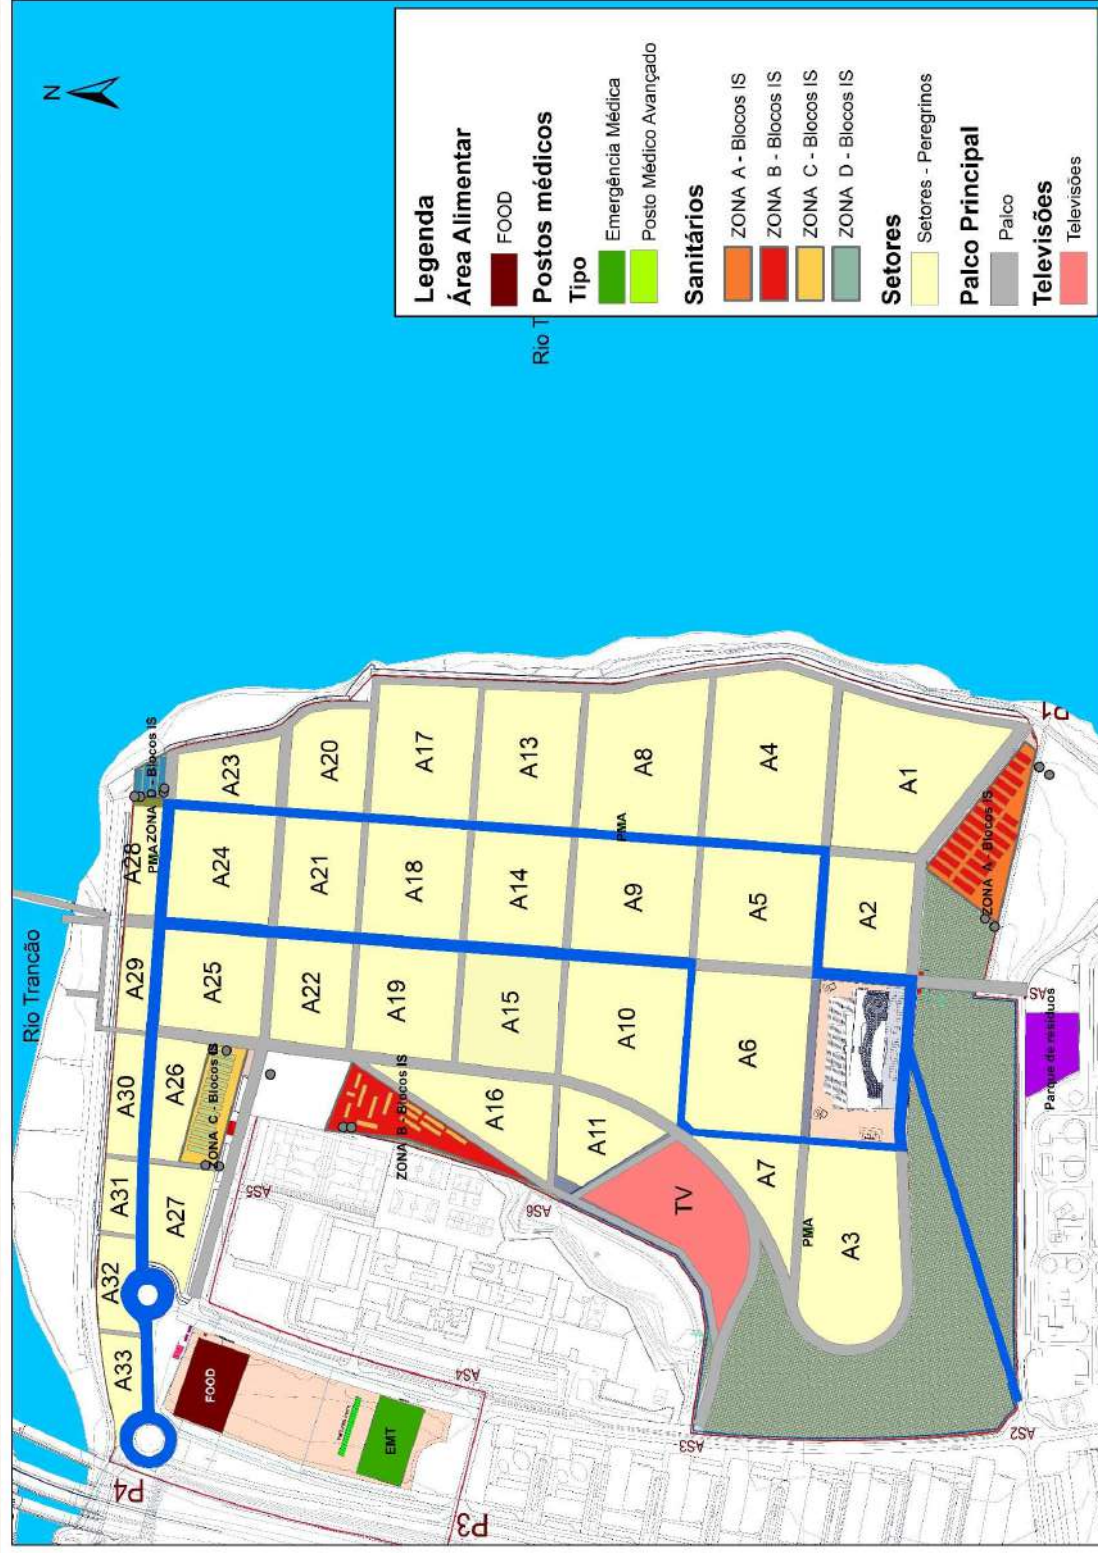 N
Legenda
Área Alimentar
FOOD
Postos médicos
Tipo
Emergência Médica
Posto Médico Avançado
Sanitários
ZONA A - Blocos IS
ZONA B - Blocos IS
ZONA C - Blocos IS
ZONA D - Blocos IS
Setores
Setores - Peregrinos
Palco Principal
Palco
Televisões
Televisões
Rio T
Rio Trancão
P4
A33
A32
A31
A30
A29
A28
PMA
ZONA D - Blocos IS
A27
A26
A25
A24
A23
ZONA C - Blocos IS
AS5
A22
A21
A20
FOOD
ZONA B - Blocos IS
A19
A18
A17
EMT
AS4
AS6
A16
A15
A14
A13
P3
A11
A10
A9
A8
PMA
TV
AS3
A7
A6
A5
A4
PMA
A3
A2
A1
ZONA A - Blocos IS
P1
AS2
AS1
Parque de resíduos